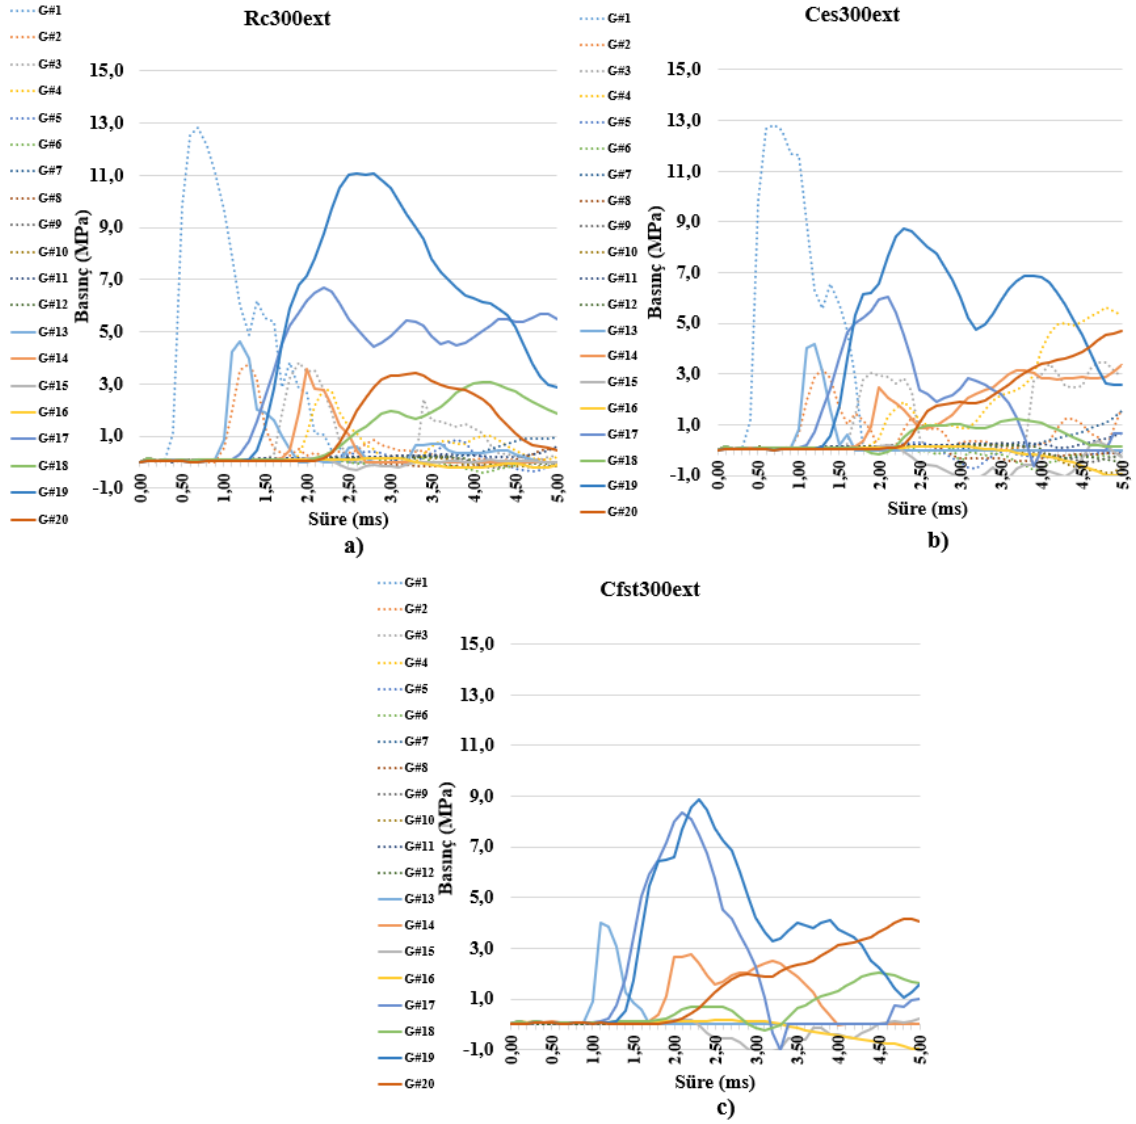 Rc300ext
G#1
G#2
G#3
G#4
G#5
G#6
G#7
G#8
G#9
G#10
G#11
G#12
G#13
G#14
G#15
G#16
G#17
G#18
G#19
G#20
Basınç (MPa)
15,0
13,0
11,0
9,0
7,0
5,0
3,0
1,0
-1,0
0,00
0,50
1,00
1,50
2,00
2,50
3,00
3,50
4,00
4,50
5,00
Süre (ms)
a)
Ces300ext
G#1
G#2
G#3
G#4
G#5
G#6
G#7
G#8
G#9
G#10
G#11
G#12
G#13
G#14
G#15
G#16
G#17
G#18
G#19
G#20
Basınç (MPa)
15,0
13,0
11,0
9,0
7,0
5,0
3,0
1,0
-1,0
0,00
0,50
1,00
1,50
2,00
2,50
3,00
3,50
4,00
4,50
5,00
Süre (ms)
b)
Cfst300ext
G#1
G#2
G#3
G#4
G#5
G#6
G#7
G#8
G#9
G#10
G#11
G#12
G#13
G#14
G#15
G#16
G#17
G#18
G#19
G#20
Basınç (MPa)
15,0
13,0
11,0
9,0
7,0
5,0
3,0
1,0
-1,0
0,00
0,50
1,00
1,50
2,00
2,50
3,00
3,50
4,00
4,50
5,00
Süre (ms)
c)